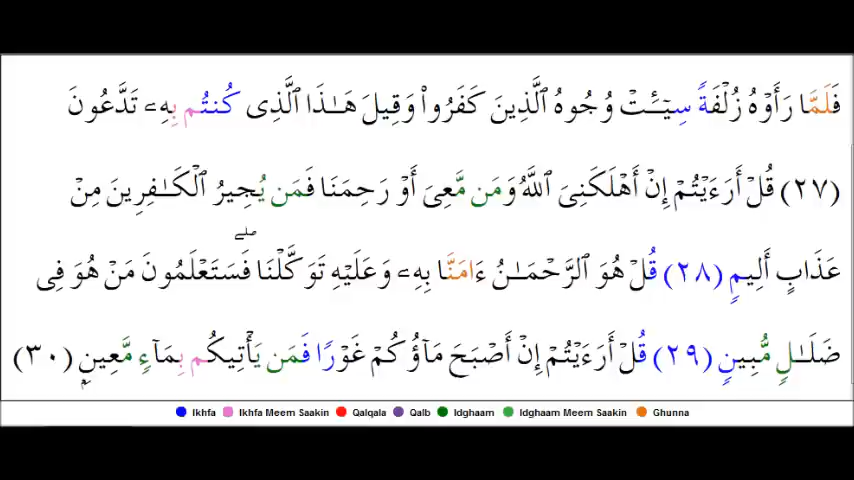 فَلَمَّا رَأَوْهُ زُلْفَةً سِيٓـَٔتْ وُجُوهُ ٱلَّذِينَ كَفَرُوا۟ وَقِيلَ هَـٰذَا ٱلَّذِى كُنتُم بِهِۦ تَدَّعُونَ
(٢٧) قُلْ أَرَءَيْتُمْ إِنْ أَهْلَكَنِىَ ٱللَّهُ وَمَن مَّعِىَ أَوْ رَحِمَنَا فَمَن يُجِيرُ ٱلْكَـٰفِرِينَ مِنْ
عَذَابٍ أَلِيمٍ (٢٨) قُلْ هُوَ ٱلرَّحْمَـٰنُ ءَامَنَّا بِهِۦ وَعَلَيْهِ تَوَكَّلْنَا ۖ فَسَتَعْلَمُونَ مَنْ هُوَ فِى
ضَلَـٰلٍ مُّبِينٍ (٢٩) قُلْ أَرَءَيْتُمْ إِنْ أَصْبَحَ مَآؤُكُمْ غَوْرًا فَمَن يَأْتِيكُم بِمَآءٍ مَّعِينٍۭ (٣٠)
Ikhfa Ikhfa Meem Saakin Qalqala Qalb Idghaam Idghaam Meem Saakin Ghunna